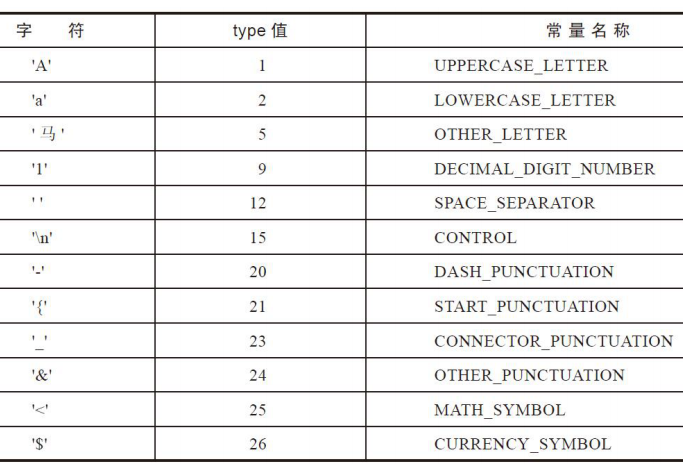 字 符 type 值 常 量 名 称
'A' 1 UPPERCASE_LETTER
'a' 2 LOWERCASE_LETTER
' 马 ' 5 OTHER_LETTER
'1' 9 DECIMAL_DIGIT_NUMBER
' ' 12 SPACE_SEPARATOR
'\n' 15 CONTROL
'-' 20 DASH_PUNCTUATION
'{' 21 START_PUNCTUATION
'_' 23 CONNECTOR_PUNCTUATION
'&' 24 OTHER_PUNCTUATION
'<' 25 MATH_SYMBOL
'$' 26 CURRENCY_SYMBOL